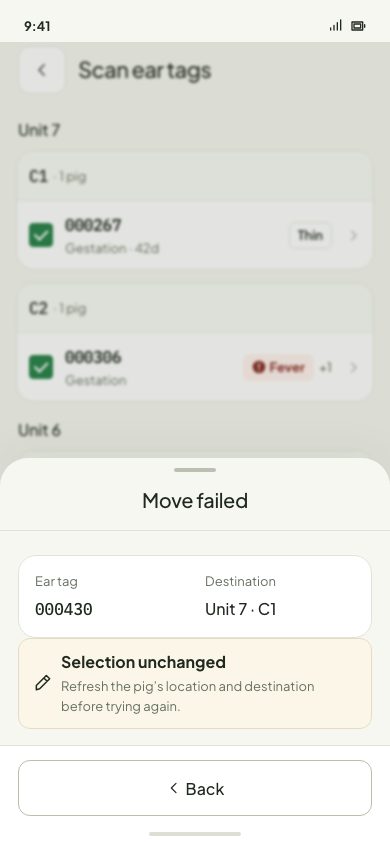 9:41
Scan ear tags
Unit 7
C1 · 1 pig
000267
Gestation · 42d
Thin
C2 · 1 pig
000306
Gestation
Fever +1
Unit 6
Move failed
Ear tag
Destination
000430
Unit 7 · C1
Selection unchanged
Refresh the pig's location and destination
before trying again.
Back